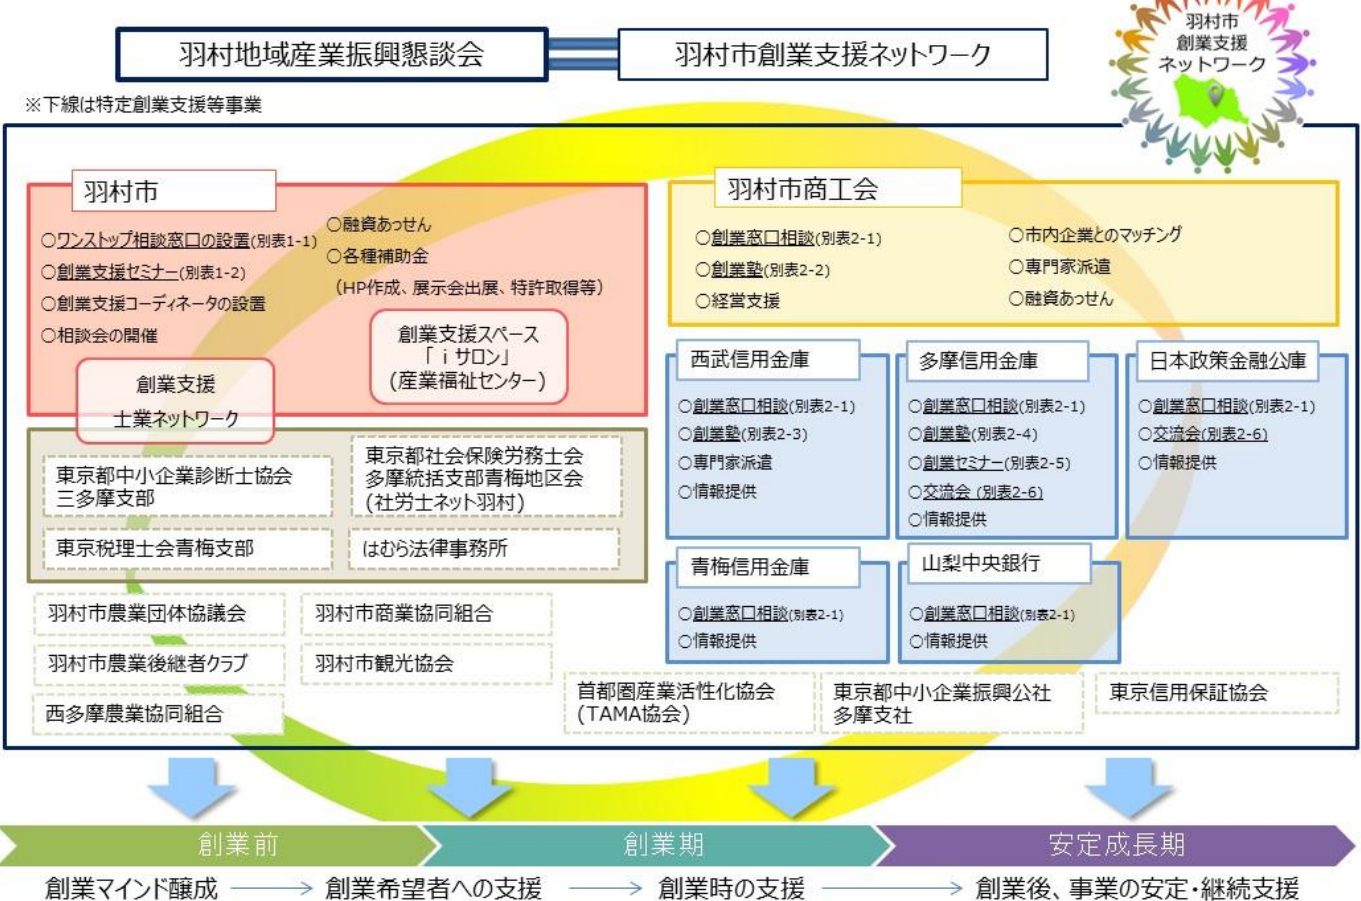 羽村地域産業振興懇談会
羽村市創業支援ネットワーク
羽村市
創業支援
ネットワーク
※下線は特定創業支援等事業
羽村市
○ワンストップ相談窓口の設置(別表1-1)
○創業支援セミナー(別表1-2)
○創業支援コーディネータの設置
○相談会の開催
○融資あっせん
○各種補助金
(HP作成、展示会出展、特許取得等)
創業支援スペース
「ｉサロン」
(産業福祉センター)
創業支援
士業ネットワーク
東京都中小企業診断士協会
三多摩支部
東京都社会保険労務士会
多摩統括支部青梅地区会
(社労士ネット羽村)
東京税理士会青梅支部
はむら法律事務所
羽村市農業団体協議会
羽村市商業協同組合
羽村市農業後継者クラブ
羽村市観光協会
西多摩農業協同組合
羽村市商工会
○創業窓口相談(別表2-1)
○創業塾(別表2-2)
○経営支援
○市内企業とのマッチング
○専門家派遣
○融資あっせん
西武信用金庫
○創業窓口相談(別表2-1)
○創業塾(別表2-3)
○専門家派遣
○情報提供
多摩信用金庫
○創業窓口相談(別表2-1)
○創業塾(別表2-4)
○創業セミナー(別表2-5)
○交流会 (別表2-6)
○情報提供
日本政策金融公庫
○創業窓口相談(別表2-1)
○交流会(別表2-6)
○情報提供
青梅信用金庫
○創業窓口相談(別表2-1)
○情報提供
山梨中央銀行
○創業窓口相談(別表2-1)
○情報提供
首都圏産業活性化協会
(TAMA協会)
東京都中小企業振興公社
多摩支社
東京信用保証協会
創業前
創業期
安定成長期
創業マインド醸成
創業希望者への支援
創業時の支援
創業後、事業の安定・継続支援